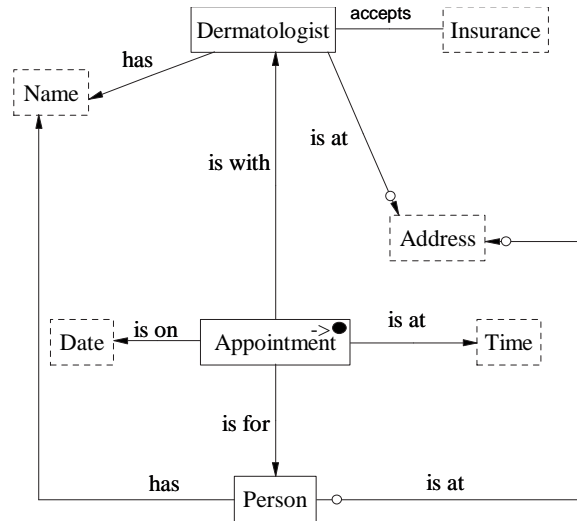 accepts
Dermatologist
Insurance
has
Name
is with
is at
Address
->
Date
is on
Appointment
is at
Time
is for
has
Person
is at